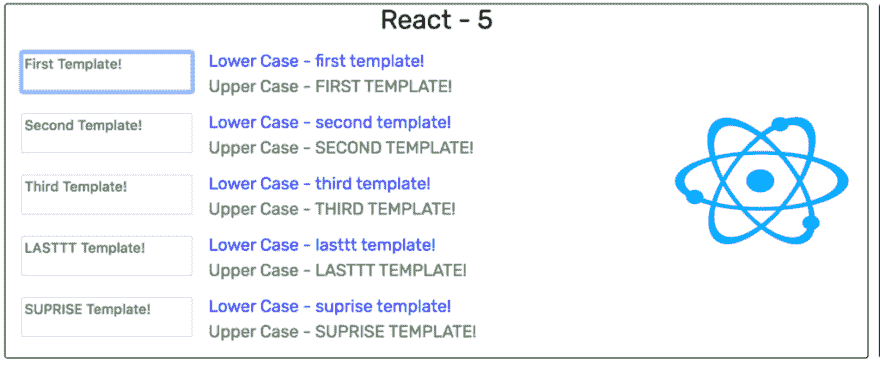 React - 5
First Template!
Lower Case - first template!
Upper Case - FIRST TEMPLATE!
Second Template!
Lower Case - second template!
Upper Case - SECOND TEMPLATE!
Third Template!
Lower Case - third template!
Upper Case - THIRD TEMPLATE!
LASTTT Template!
Lower Case - lasttt template!
Upper Case - LASTTT TEMPLATE!
SUPRISE Template!
Lower Case - suprise template!
Upper Case - SUPRISE TEMPLATE!